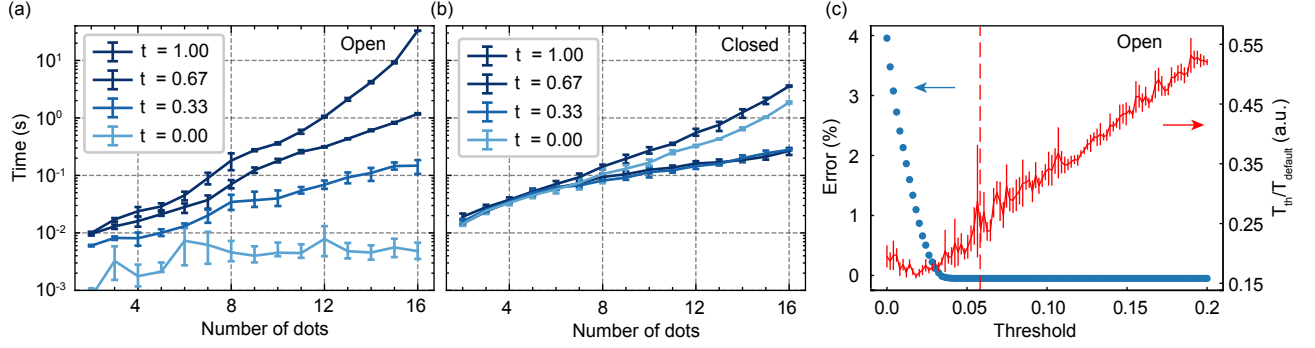 (a)
Open
t = 1.00
t = 0.67
t = 0.33
t = 0.00
Time (s)
10¹
10⁰
10⁻¹
10⁻²
10⁻³
4
8
12
16
Number of dots
(b)
Closed
t = 1.00
t = 0.67
t = 0.33
t = 0.00
4
8
12
16
Number of dots
(c)
Open
Error (%)
4
3
2
1
0
0.0
0.05
0.10
0.15
0.2
Threshold
0.55
0.45
0.35
0.25
0.15
T_th/T_default (a.u.)